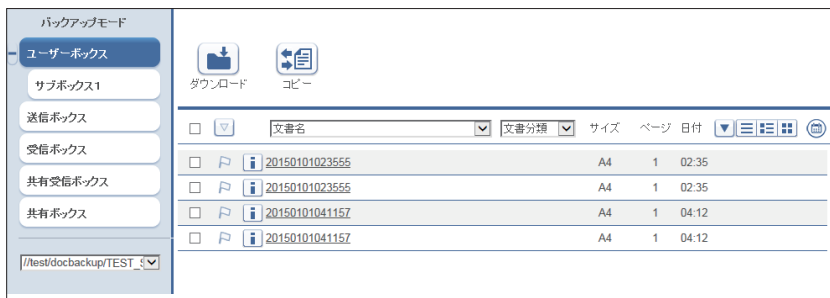 バックアップモード
ユーザーボックス
サブボックス1
送信ボックス
受信ボックス
共有受信ボックス
共有ボックス
//test/docbackup/TEST_
ダウンロード コピー
文書名 文書分類 サイズ ページ 日付
20150101023555 A4 1 02:35
20150101023555 A4 1 02:35
20150101041157 A4 1 04:12
20150101041157 A4 1 04:12